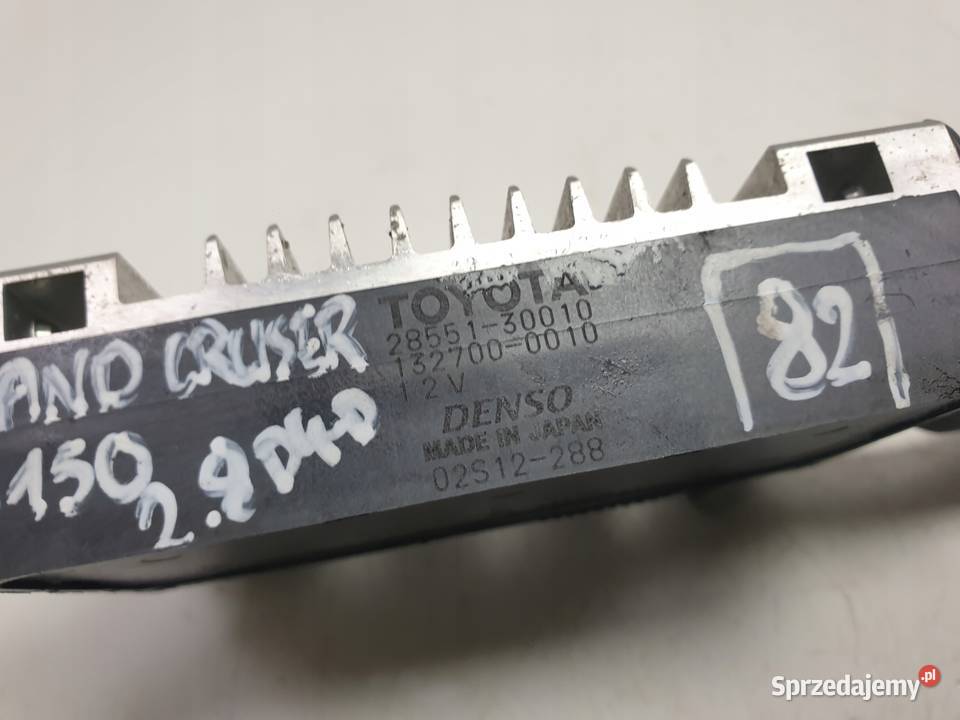 TOYOTA
28551-30010
132700-0010
12V
DENSO
MADE IN JAPAN
02S12-288
AND CRUSER
150
2.8 D4D
82
Sprzedajemy.pl